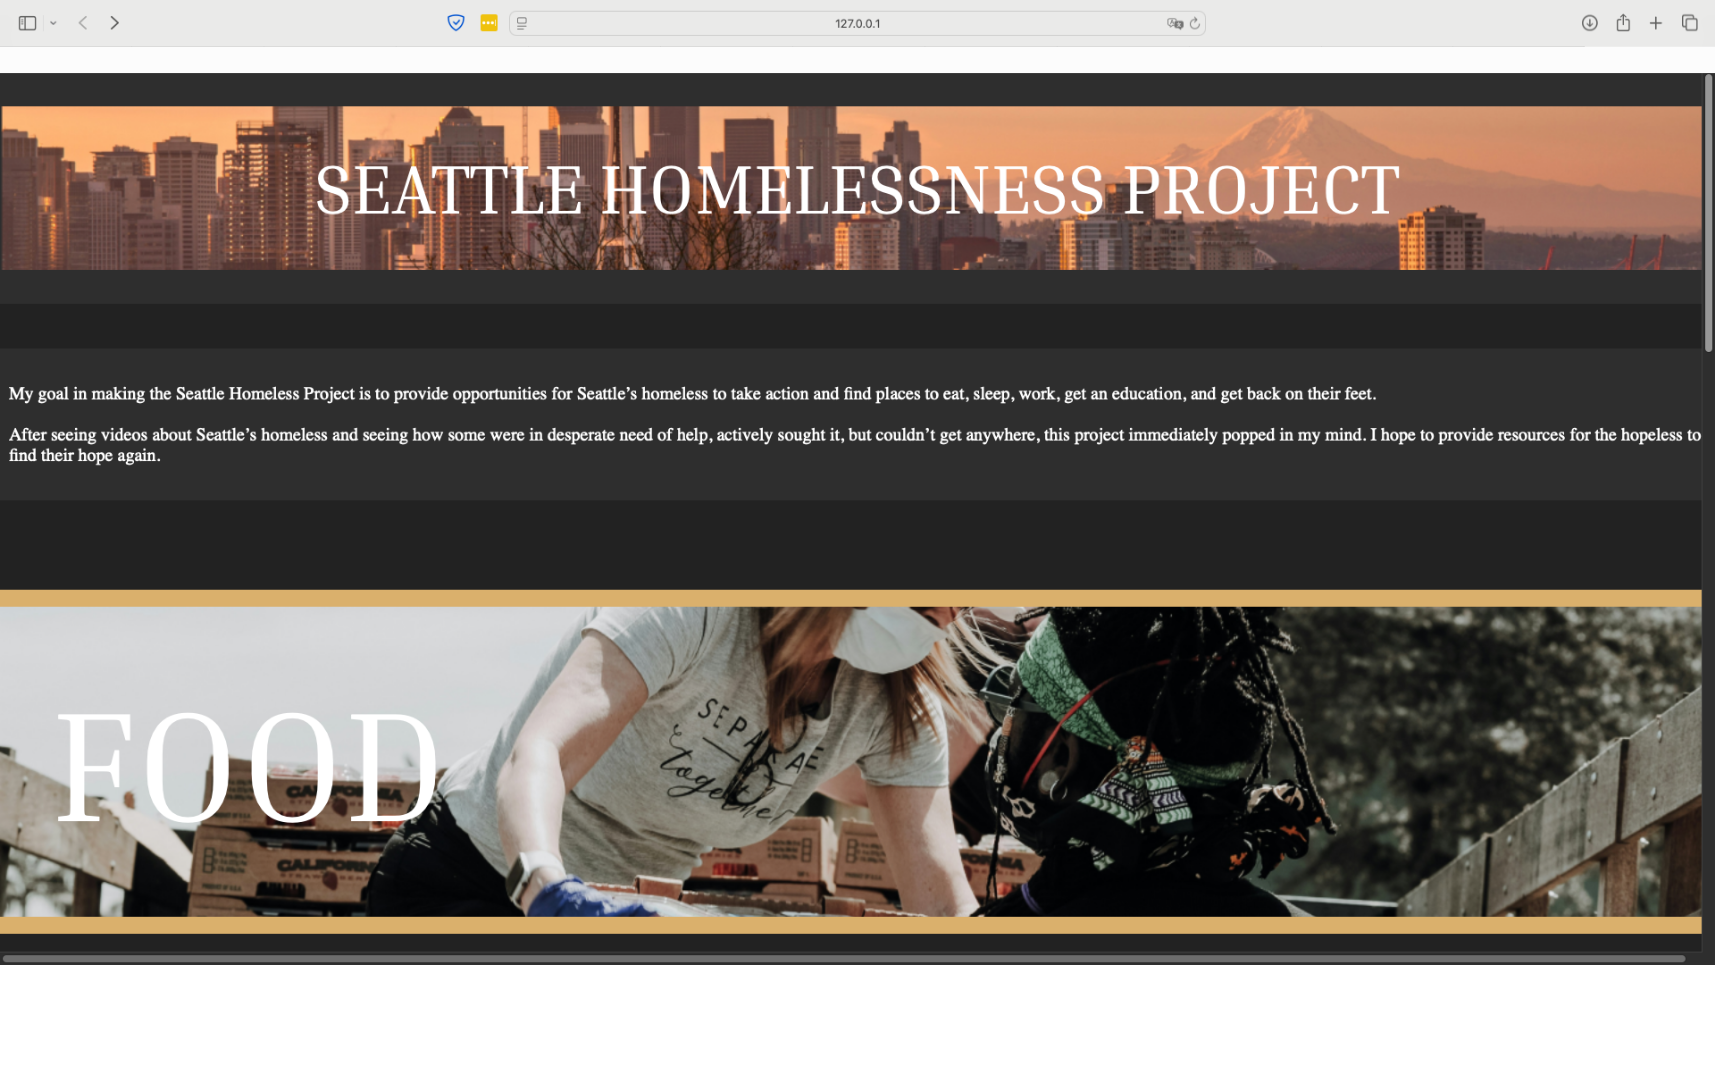 127.0.0.1
SEATTLE HOMELESSNESS PROJECT
My goal in making the Seattle Homeless Project is to provide opportunities for Seattle’s homeless to take action and find places to eat, sleep, work, get an education, and get back on their feet.
After seeing videos about Seattle’s homeless and seeing how some were in desperate need of help, actively sought it, but couldn’t get anywhere, this project immediately popped in my mind. I hope to provide resources for the hopeless to
find their hope again.
SEPARATE
together
FOOD
CALIFORNIA
CALIFORNIA